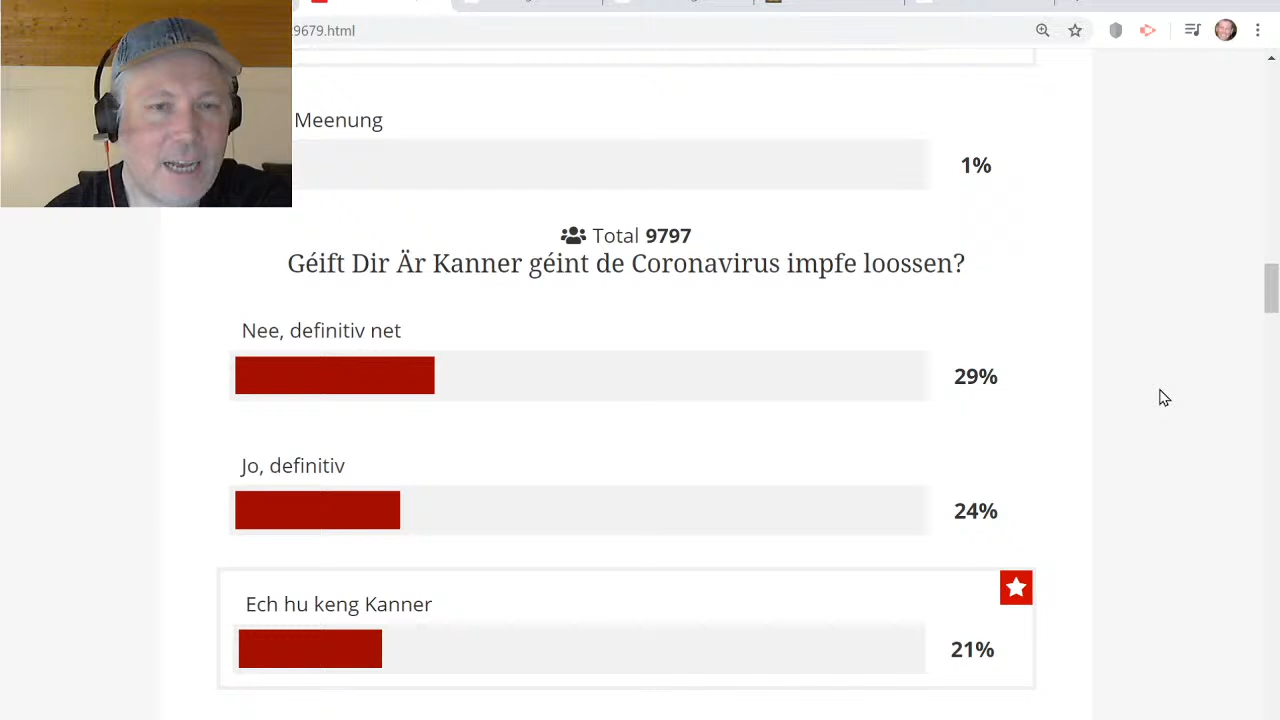 9679.html
Meenung
1%
Total 9797
Géift Dir Är Kanner géint de Coronavirus impfe loossen?
Nee, definitiv net
29%
Jo, definitiv
24%
Ech hu keng Kanner
21%